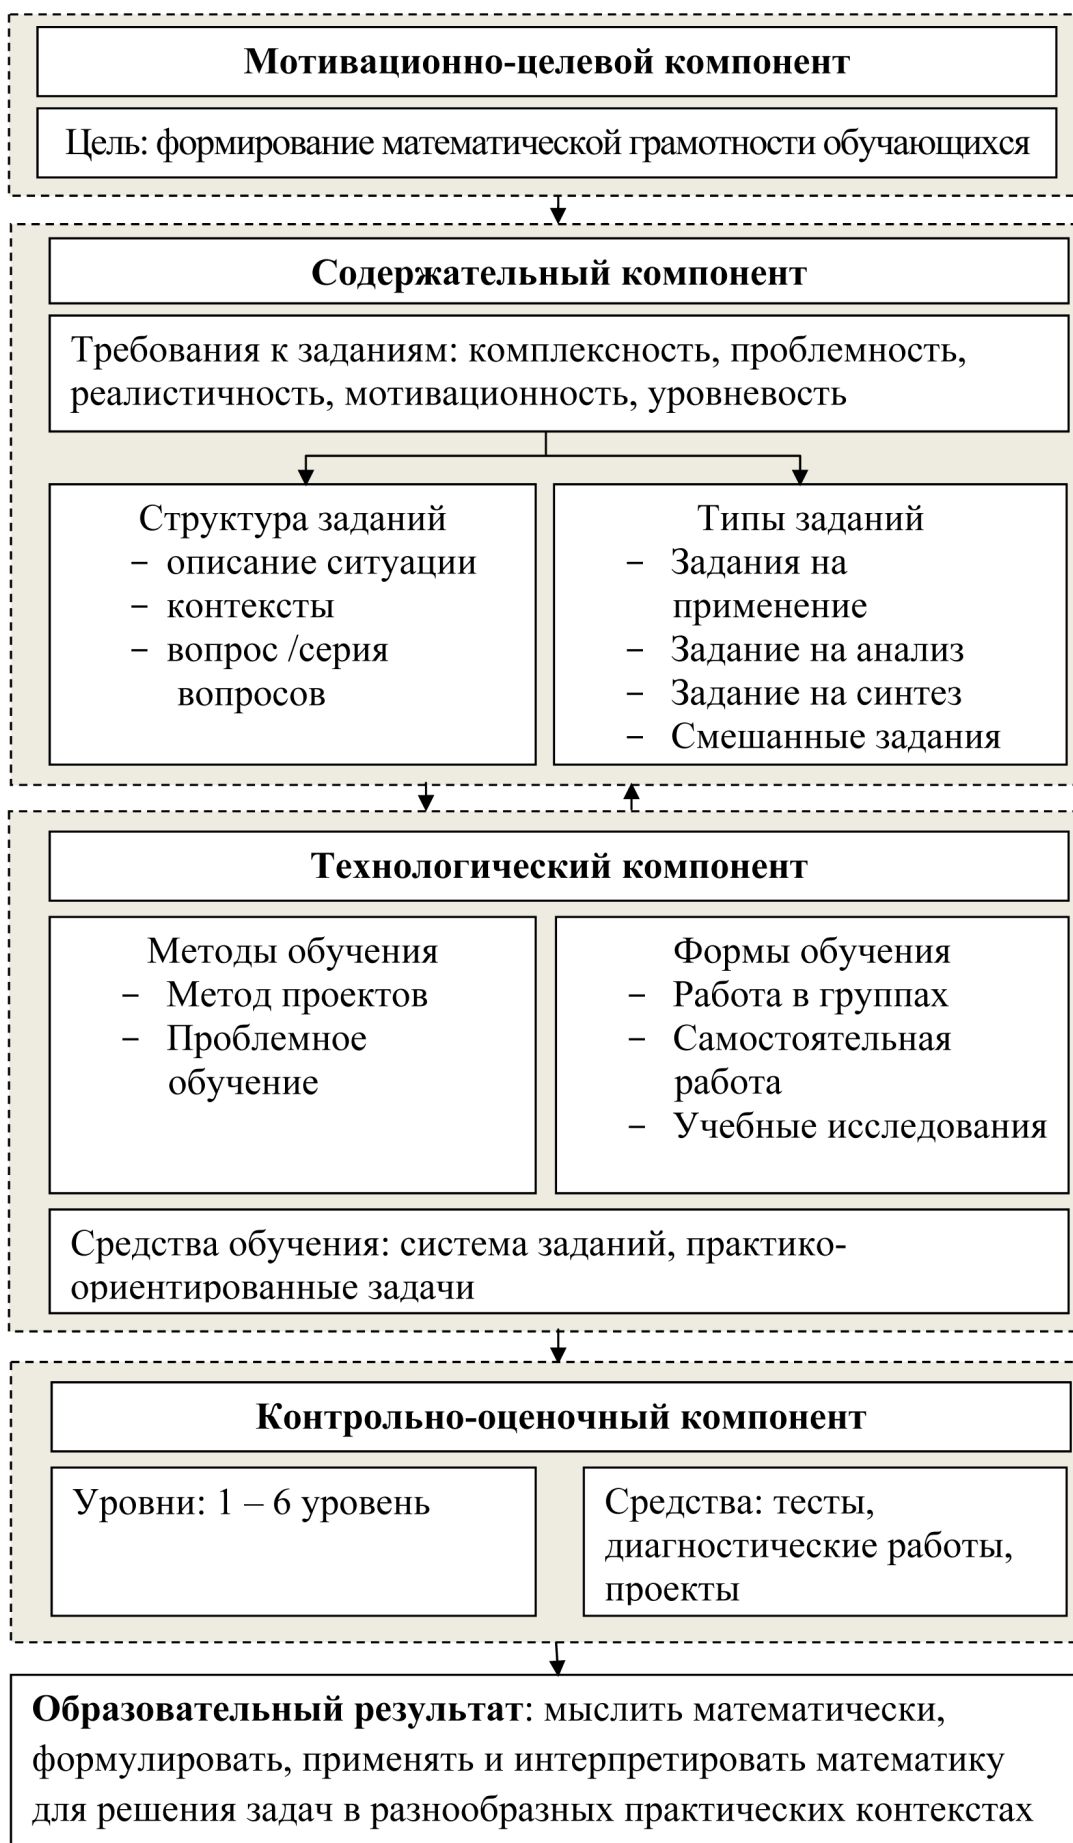 Мотивационно-целевой компонент
Цель: формирование математической грамотности обучающихся
Содержательный компонент
Требования к заданиям: комплексность, проблемность,
реалистичность, мотивационность, уровневость
Структура заданий
− описание ситуации
− контексты
− вопрос /серия
вопросов
Типы заданий
− Задания на
применение
− Задание на анализ
− Задание на синтез
− Смешанные задания
Технологический компонент
Методы обучения
− Метод проектов
− Проблемное
обучение
Формы обучения
− Работа в группах
− Самостоятельная
работа
− Учебные исследования
Средства обучения: система заданий, практико-
ориентированные задачи
Контрольно-оценочный компонент
Уровни: 1 – 6 уровень
Средства: тесты,
диагностические работы,
проекты
Образовательный результат: мыслить математически,
формулировать, применять и интерпретировать математику
для решения задач в разнообразных практических контекстах